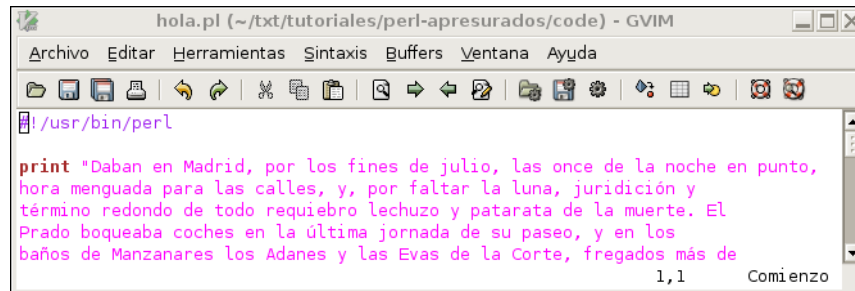 hola.pl (~/txt/tutoriales/perl-apresurados/code) - GVIM
Archivo Editar Herramientas Sintaxis Buffers Ventana Ayuda
#!/usr/bin/perl
print "Daban en Madrid, por los fines de julio, las once de la noche en punto,
hora menguada para las calles, y, por faltar la luna, juridición y
término redondo de todo requiebro lechuzo y patarata de la muerte. El
Prado boqueaba coches en la última jornada de su paseo, y en los
baños de Manzanares los Adanes y las Evas de la Corte, fregados más de
1,1 Comienzo